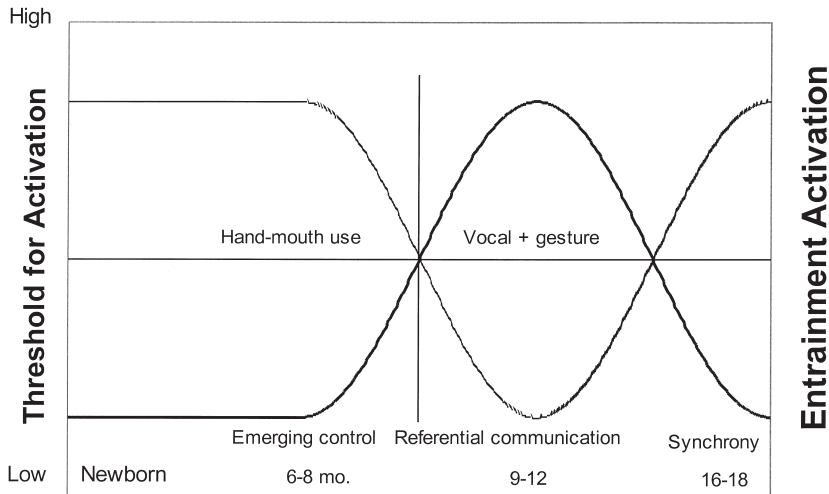 High
Threshold for Activation
Entrainment Activation
Hand-mouth use
Vocal + gesture
Emerging control
Referential communication
Synchrony
Low
Newborn
6-8 mo.
9-12
16-18